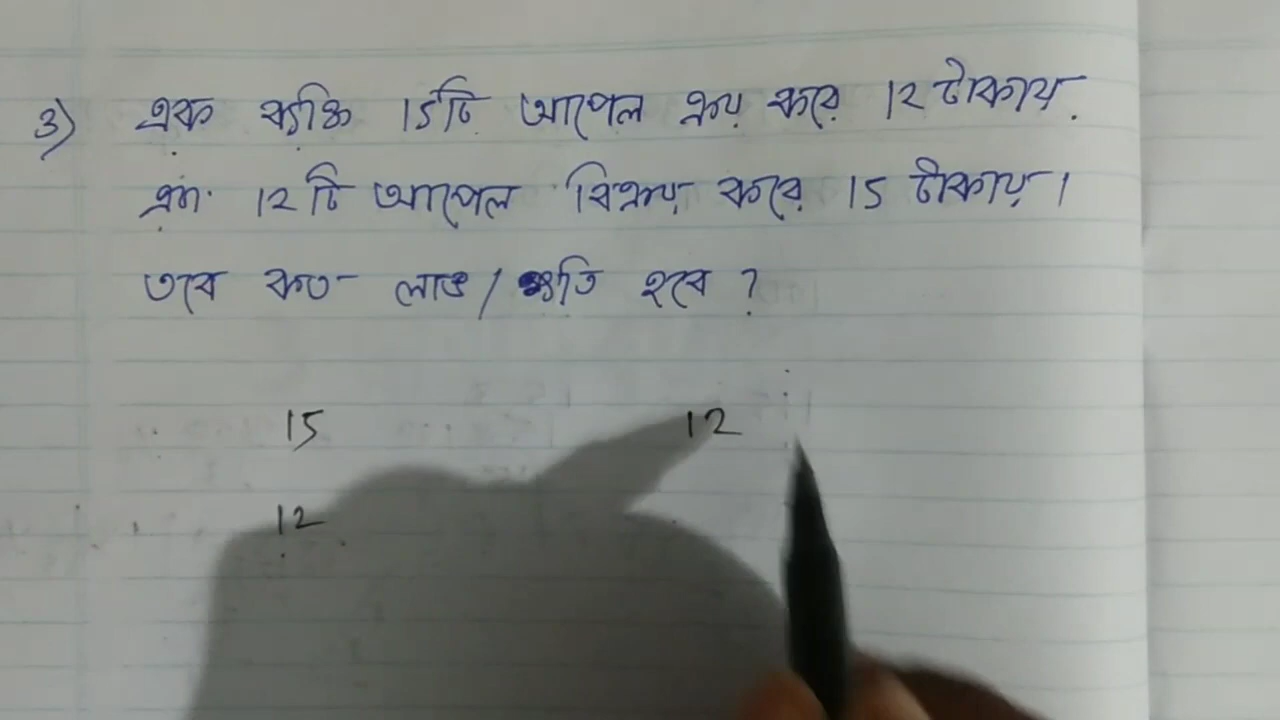 3) এক ব্যক্তি 15টি আপেল ক্রয় করে 12 টাকায়
এবং 12টি আপেল বিক্রয় করে 15 টাকায়।
তবে কত লাভ/ক্ষতি হবে?
15 12
12